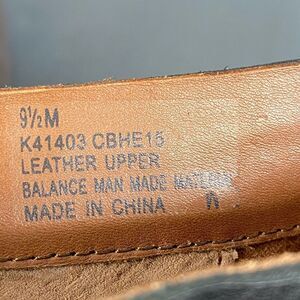 9½M
K41403 CBHE15
LEATHER UPPER
BALANCE MAN MADE MATERIAL
MADE IN CHINA